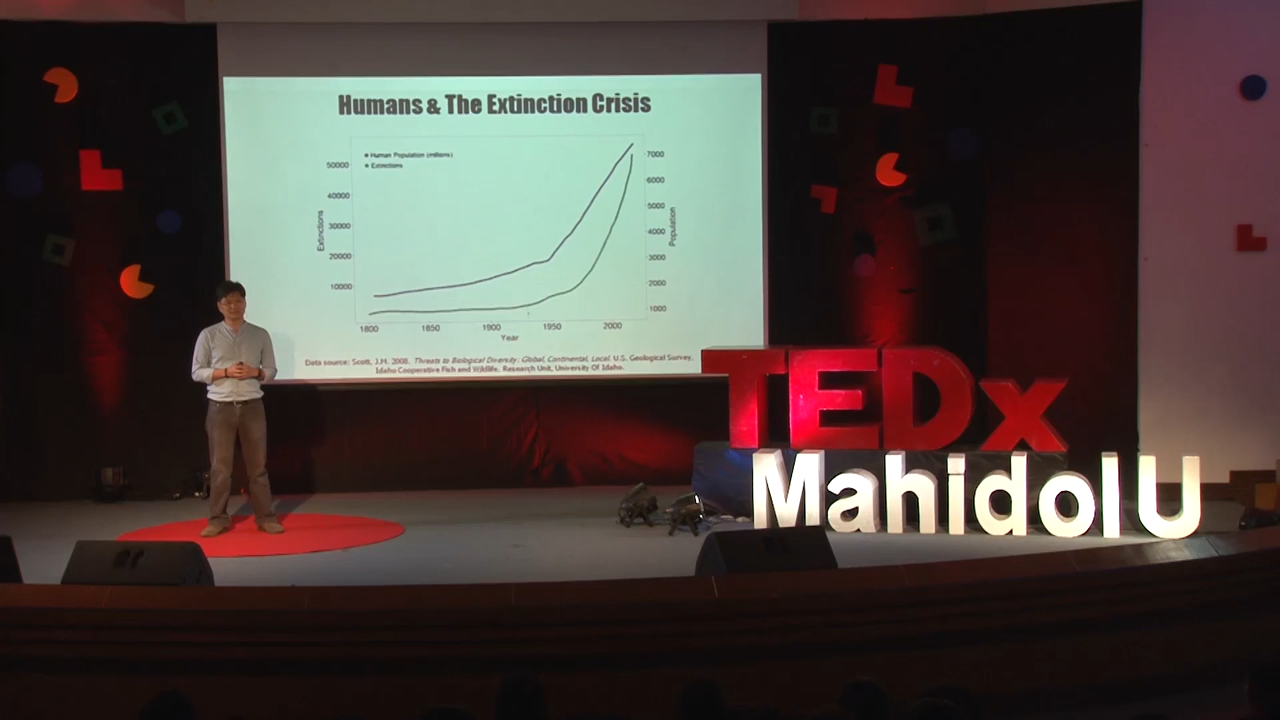 Humans & The Extinction Crisis
Human Population (millions)
Extinctions
50000
40000
30000
20000
10000
Extinctions
7000
6000
5000
4000
3000
2000
1000
Population
1800
1850
1900
1950
2000
Year
Data source: Scott, J.M. 2008. Threats to Biological Diversity: Global, Continental, Local. U.S. Geological Survey,
Idaho Cooperative Fish and Wildlife, Research Unit, University Of Idaho.
TEDx
MahidolU